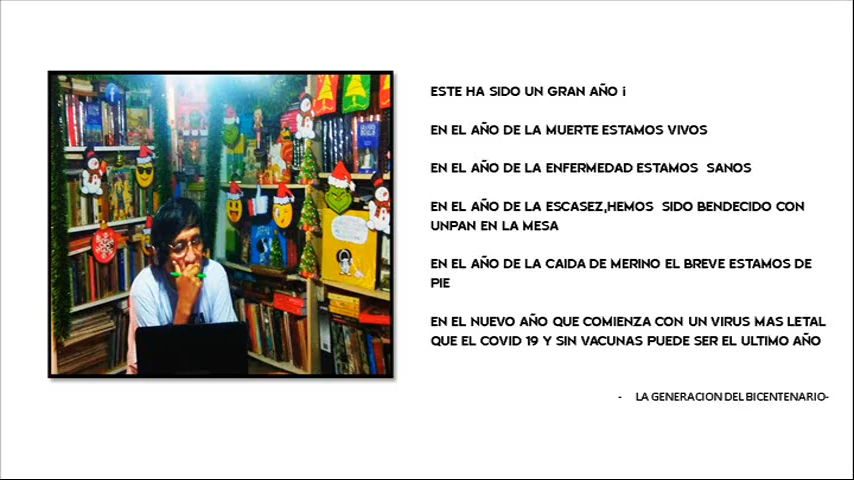 ESTE HA SIDO UN GRAN AÑO ¡
EN EL AÑO DE LA MUERTE ESTAMOS VIVOS
EN EL AÑO DE LA ENFERMEDAD ESTAMOS SANOS
EN EL AÑO DE LA ESCASEZ,HEMOS SIDO BENDECIDO CON
UNPAN EN LA MESA
EN EL AÑO DE LA CAIDA DE MERINO EL BREVE ESTAMOS DE
PIE
EN EL NUEVO AÑO QUE COMIENZA CON UN VIRUS MAS LETAL
QUE EL COVID 19 Y SIN VACUNAS PUEDE SER EL ULTIMO AÑO
- LA GENERACION DEL BICENTENARIO-